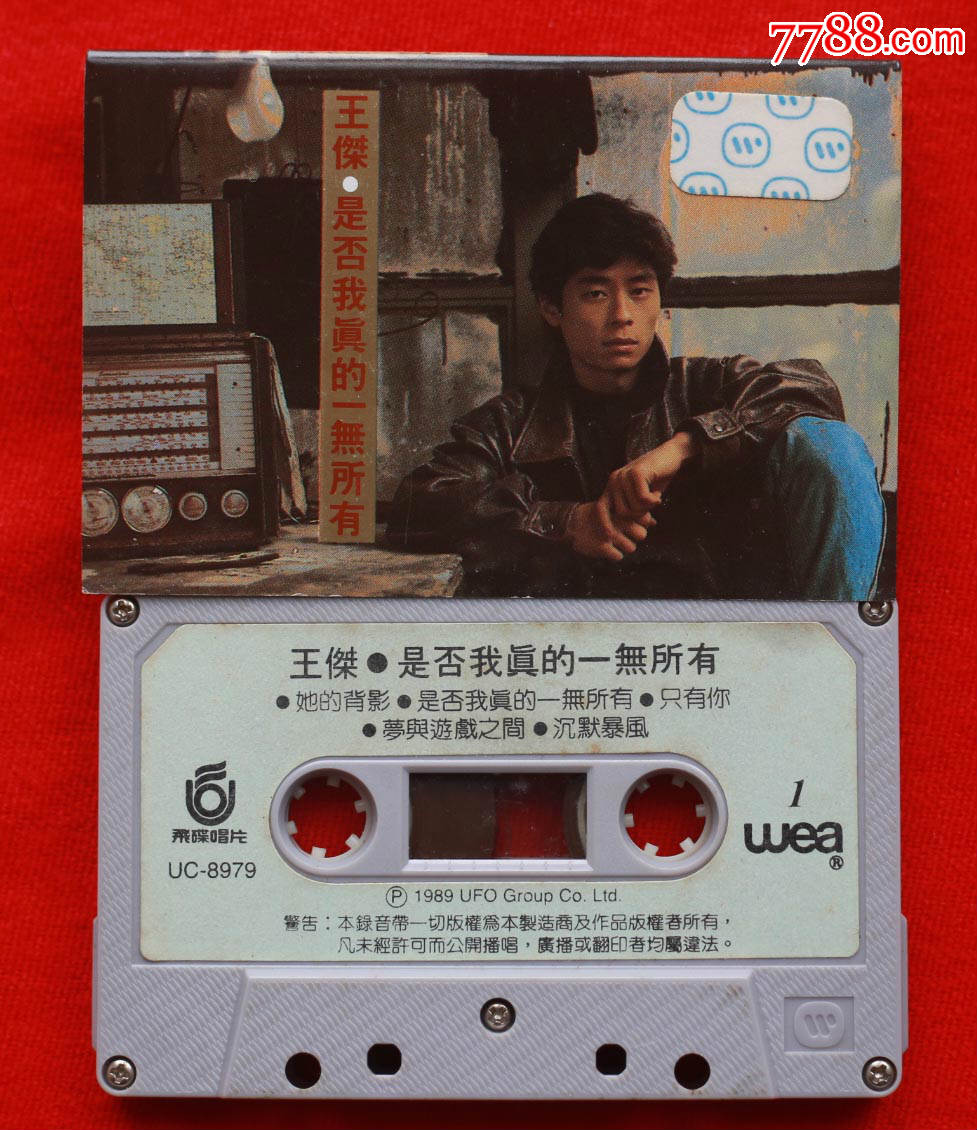 7788.com
王傑●是否我眞的一無所有
王傑●是否我眞的一無所有
●她的背影●是否我眞的一無所有●只有你
●夢與遊戲之間●沉默暴風
飛碟唱片
UC-8979
1
wea®
Ⓟ 1989 UFO Group Co. Ltd.
警告：本錄音帶一切版權為本製造商及作品版權者所有，
凡未經許可而公開播唱，廣播或翻印者均屬違法。